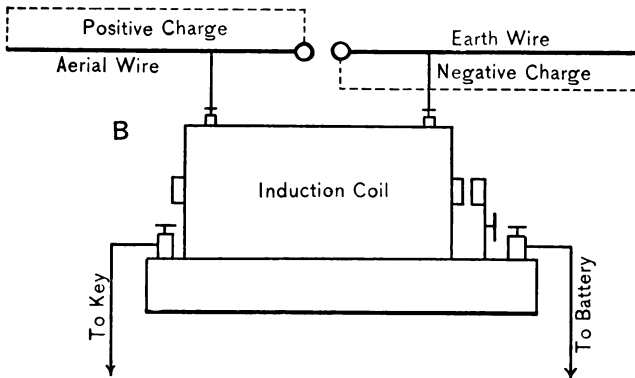 Positive Charge
Earth Wire
Aerial Wire
Negative Charge
B
Induction Coil
To Key
To Battery